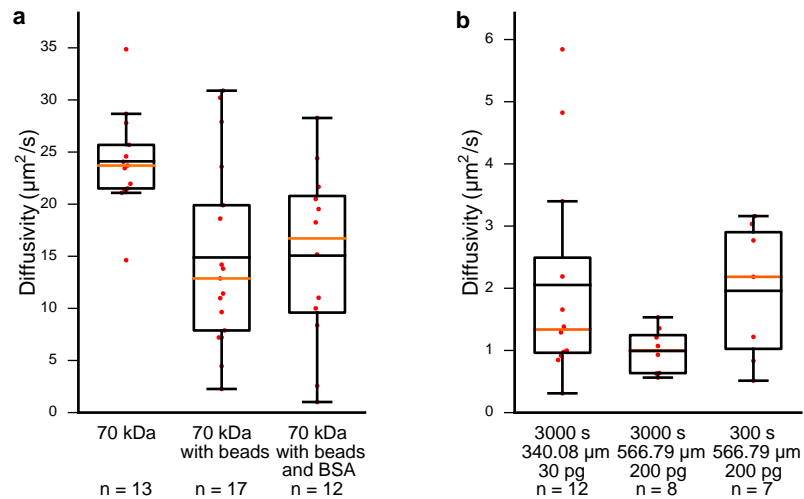 a
Diffusivity (μm²/s)
35
30
25
20
15
10
5
0
70 kDa
n = 13
70 kDa
with beads
n = 17
70 kDa
with beads
and BSA
n = 12
b
Diffusivity (μm²/s)
6
5
4
3
2
1
0
3000 s
340.08 μm
30 pg
n = 12
3000 s
566.79 μm
200 pg
n = 8
300 s
566.79 μm
200 pg
n = 7